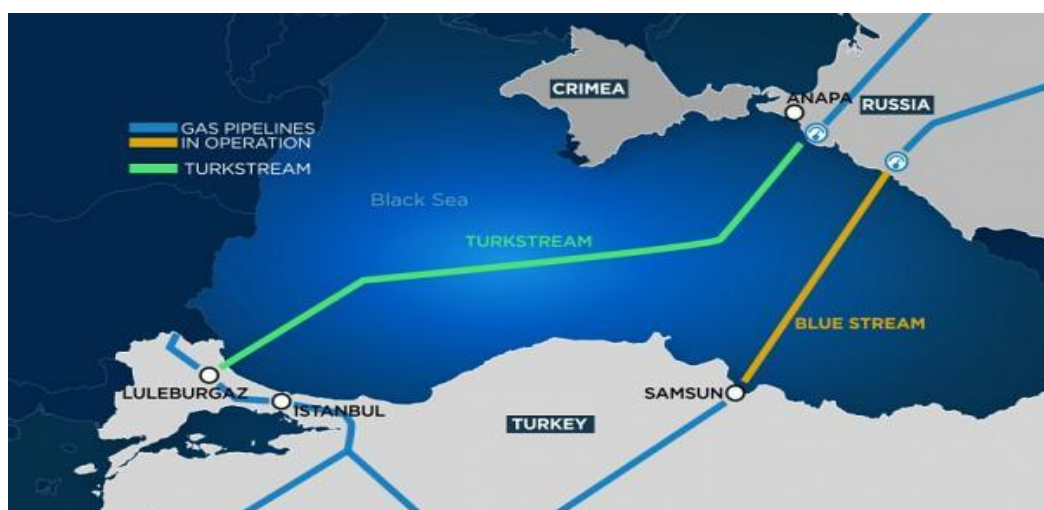 CRIMEA
ANAPA
RUSSIA
GAS PIPELINES
IN OPERATION
TURKSTREAM
Black Sea
TURKSTREAM
BLUE STREAM
LULEBURGAZ
ISTANBUL
SAMSUN
TURKEY